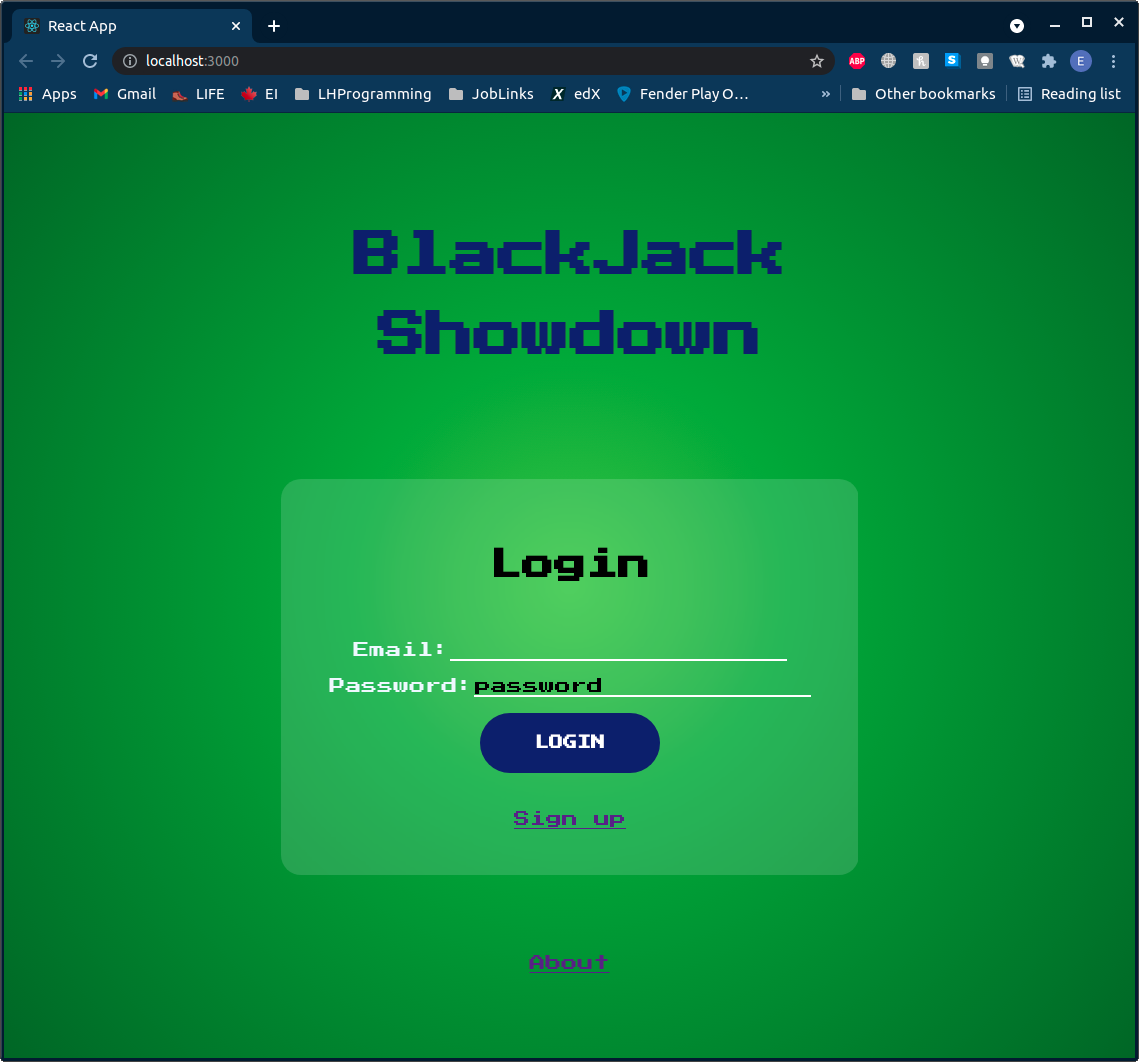 React App
localhost:3000
ABP
S
E
Apps
Gmail
LIFE
EI
LHProgramming
JobLinks
X
edX
Fender Play O…
»
Other bookmarks
Reading list
BlackJack
Showdown
Login
Email:
Password: password
LOGIN
Sign up
About